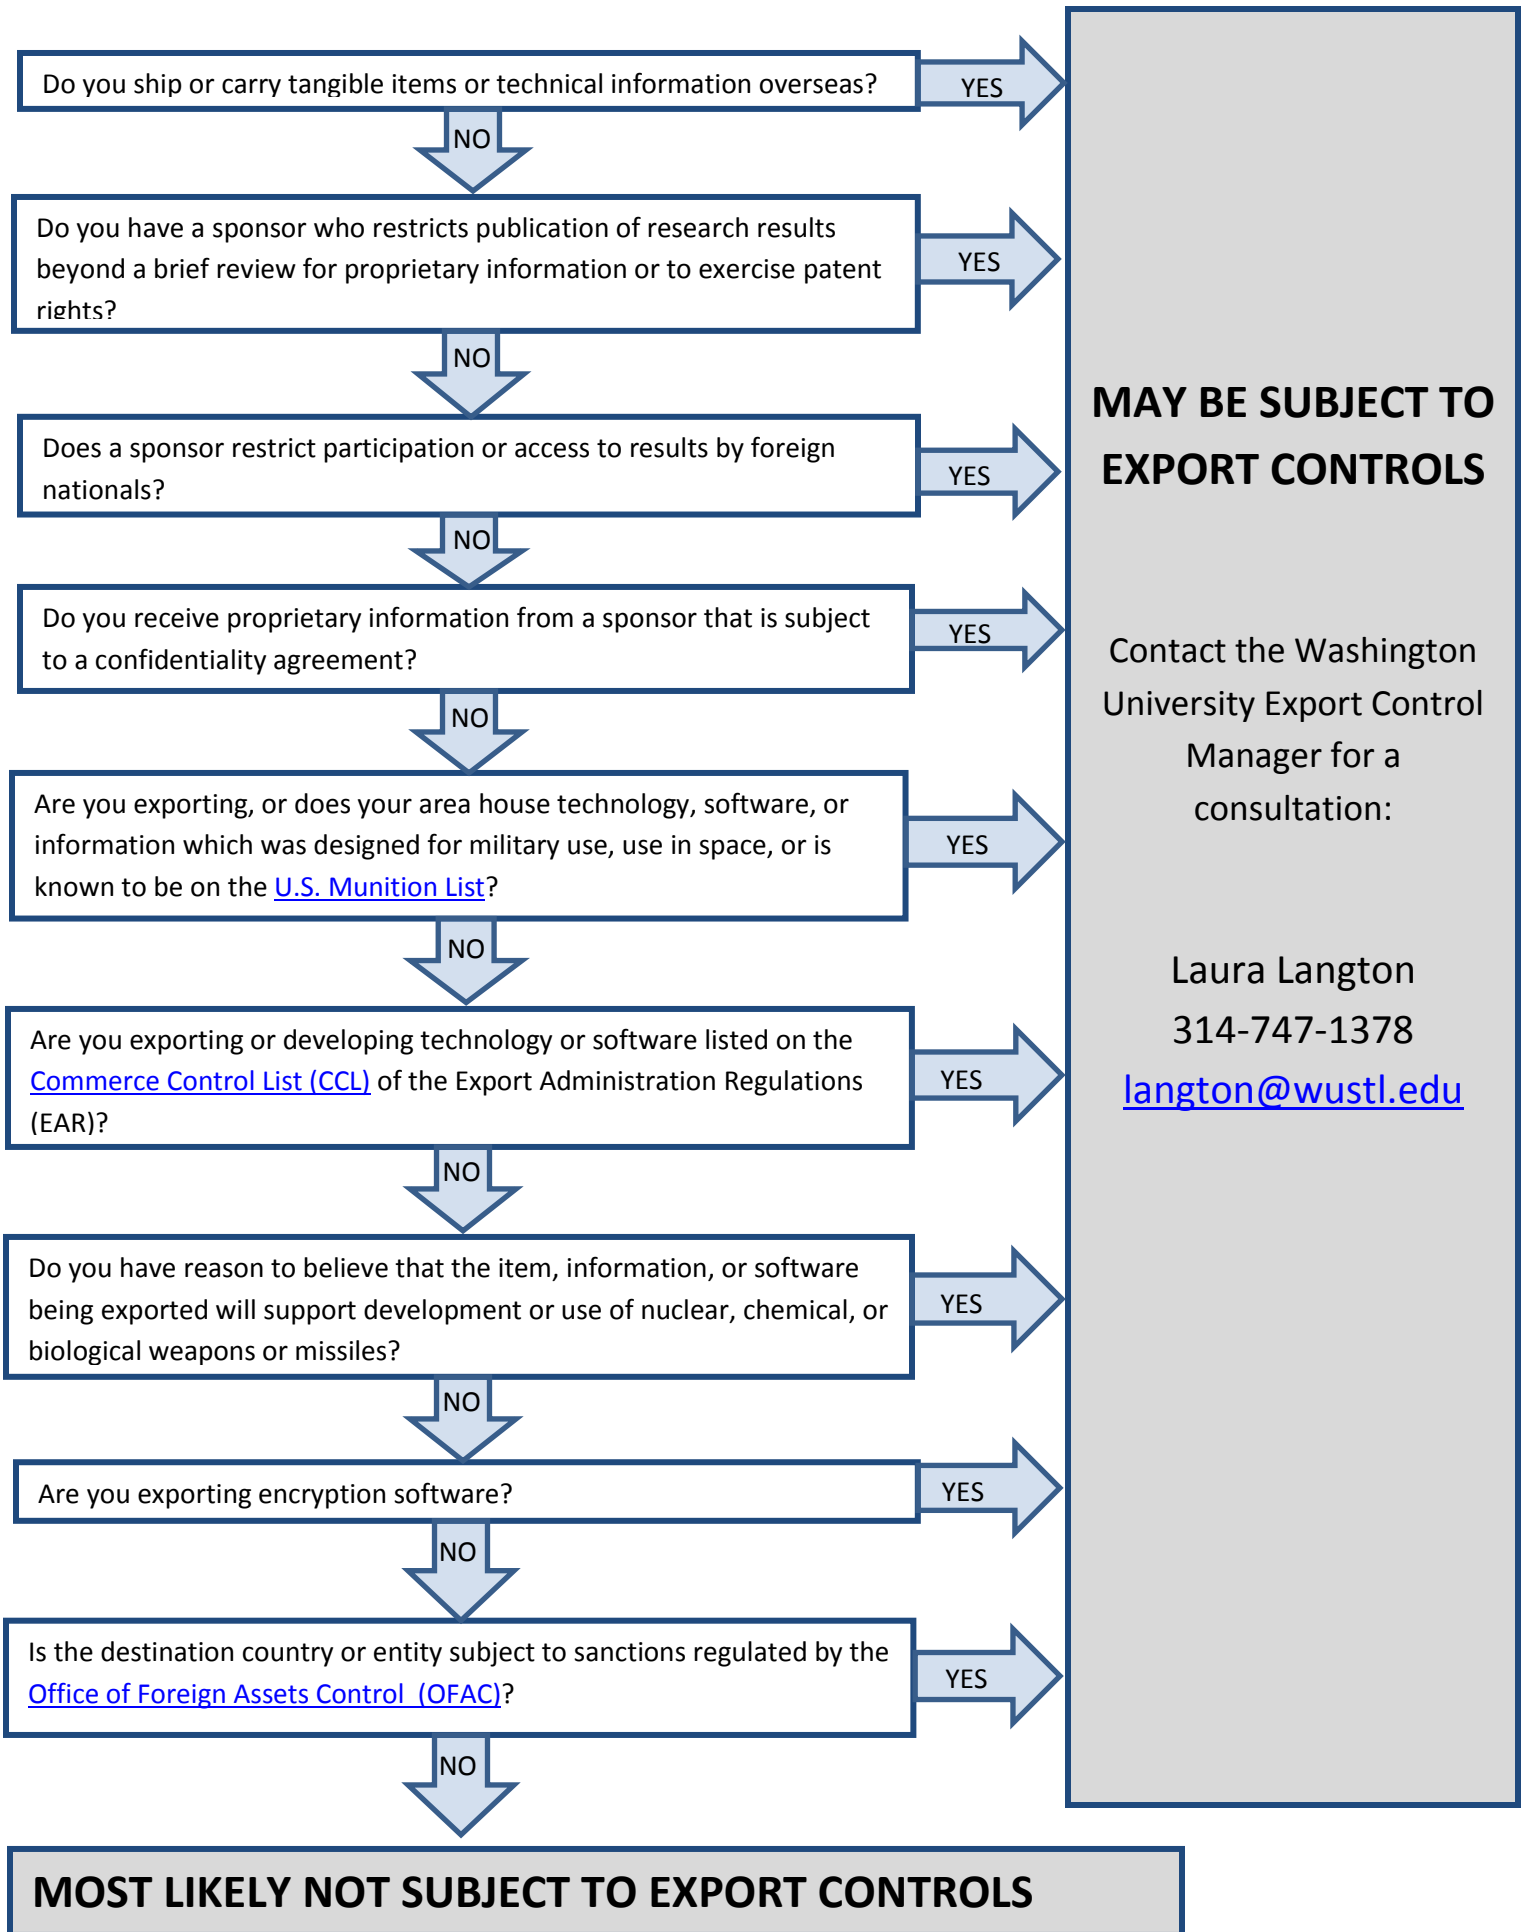 Do you ship or carry tangible items or technical information overseas?
YES
NO
Do you have a sponsor who restricts publication of research results
beyond a brief review for proprietary information or to exercise patent
rights?
YES
NO
Does a sponsor restrict participation or access to results by foreign
nationals?
YES
NO
Do you receive proprietary information from a sponsor that is subject
to a confidentiality agreement?
YES
NO
Are you exporting, or does your area house technology, software, or
information which was designed for military use, use in space, or is
known to be on the U.S. Munition List?
YES
NO
Are you exporting or developing technology or software listed on the
Commerce Control List (CCL) of the Export Administration Regulations
(EAR)?
YES
NO
Do you have reason to believe that the item, information, or software
being exported will support development or use of nuclear, chemical, or
biological weapons or missiles?
YES
NO
Are you exporting encryption software?
YES
NO
Is the destination country or entity subject to sanctions regulated by the
Office of Foreign Assets Control (OFAC)?
YES
NO
MAY BE SUBJECT TO
EXPORT CONTROLS
Contact the Washington
University Export Control
Manager for a
consultation:
Laura Langton
314-747-1378
langton@wustl.edu
MOST LIKELY NOT SUBJECT TO EXPORT CONTROLS